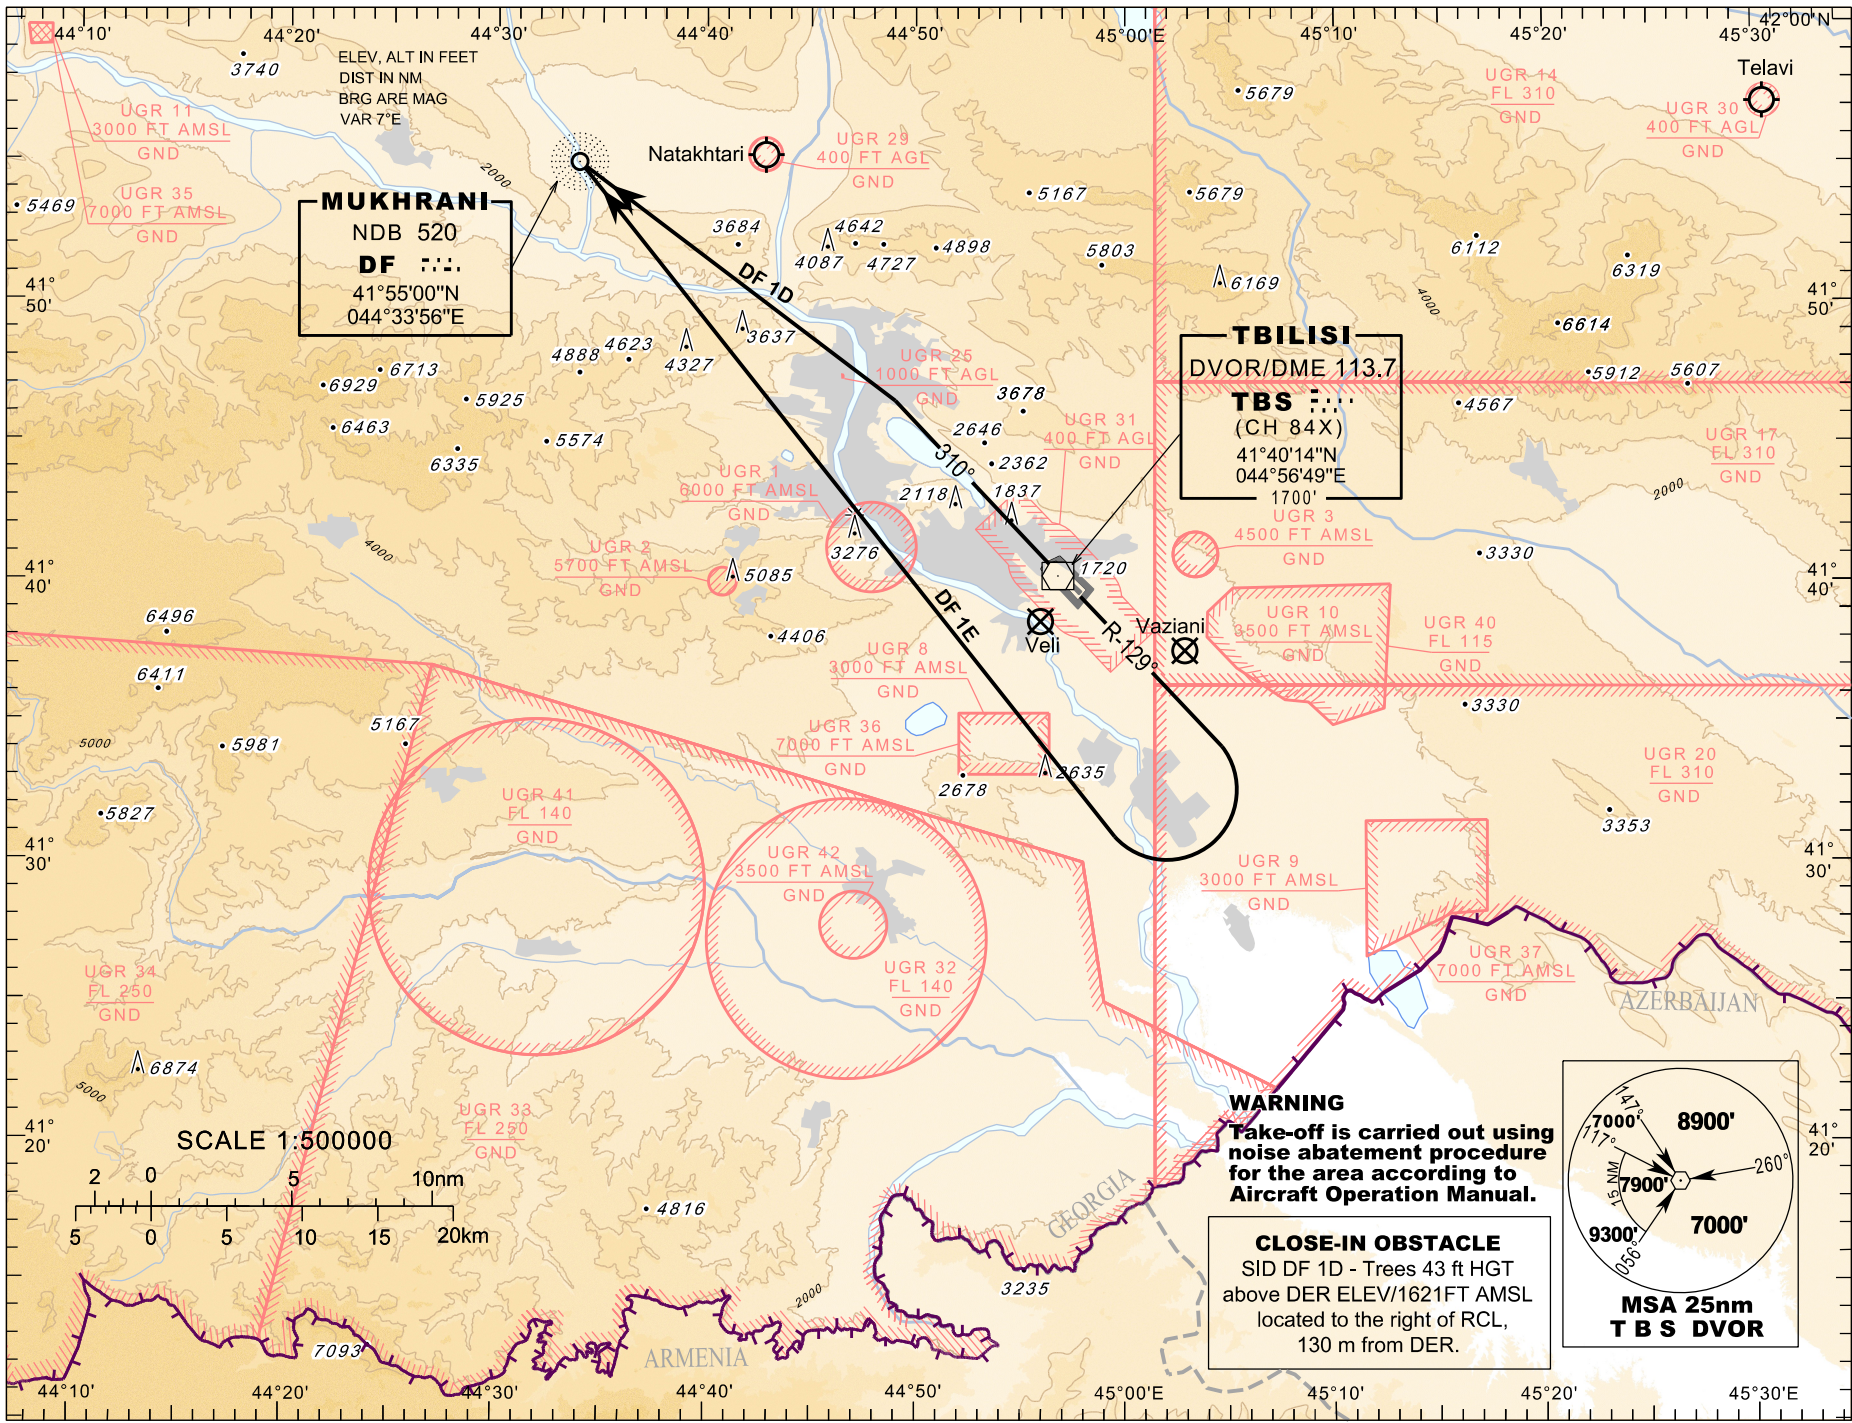 44°10'
44°20'
44°30'
44°40'
44°50'
45°00'E
45°10'
45°20'
45°30'
42°00'N
ELEV, ALT IN FEET
DIST IN NM
BRG ARE MAG
VAR 7°E
3740
UGR 11
3000 FT AMSL
GND
UGR 35
7000 FT AMSL
GND
5469
2000
MUKHRANI
NDB 520
DF
41°55'00"N
044°33'56"E
Natakhtari
UGR 29
400 FT AGL
GND
5679
UGR 14
FL 310
GND
Telavi
UGR 30
400 FT AGL
GND
5167
5679
3684
4642
4087
4727
4898
5803
6169
6112
6319
4000
6614
41°
50'
41°
50'
DF 1D
3637
4327
4623
4888
6713
6929
5925
6463
6335
5574
UGR 25
1000 FT AGL
GND
3678
2646
2362
UGR 31
400 FT AGL
GND
TBILISI
DVOR/DME 113.7
TBS
(CH 84X)
41°40'14"N
044°56'49"E
1700'
5912
5607
4567
UGR 17
FL 310
GND
2000
310°
UGR 1
6000 FT AMSL
GND
2118
1837
3276
UGR 2
5700 FT AMSL
GND
5085
4000
1720
UGR 3
4500 FT AMSL
GND
3330
41°
40'
41°
40'
DF 1E
4406
Veli
R-129°
Vaziani
UGR 10
3500 FT AMSL
GND
UGR 40
FL 115
GND
6496
6411
5167
5981
5000
5827
UGR 8
3000 FT AMSL
GND
UGR 36
7000 FT AMSL
GND
2635
2678
3330
UGR 20
FL 310
GND
3353
UGR 41
FL 140
GND
UGR 42
3500 FT AMSL
GND
UGR 9
3000 FT AMSL
GND
41°
30'
41°
30'
UGR 32
FL 140
GND
UGR 37
7000 FT AMSL
GND
AZERBAIJAN
UGR 34
FL 250
GND
6874
5000
UGR 33
FL 250
GND
SCALE 1:500000
2 0 5 10nm
5 0 5 10 15 20km
4816
41°
20'
41°
20'
WARNING
Take-off is carried out using
noise abatement procedure
for the area according to
Aircraft Operation Manual.
CLOSE-IN OBSTACLE
SID DF 1D - Trees 43 ft HGT
above DER ELEV/1621FT AMSL
located to the right of RCL,
130 m from DER.
147°
7000'
117°
8900'
260°
15 NM
7900'
9300'
056°
7000'
MSA 25nm
TBS DVOR
GEORGIA
3235
2000
7093
ARMENIA
44°10'
44°20'
44°30'
44°40'
44°50'
45°00'E
45°10'
45°20'
45°30'